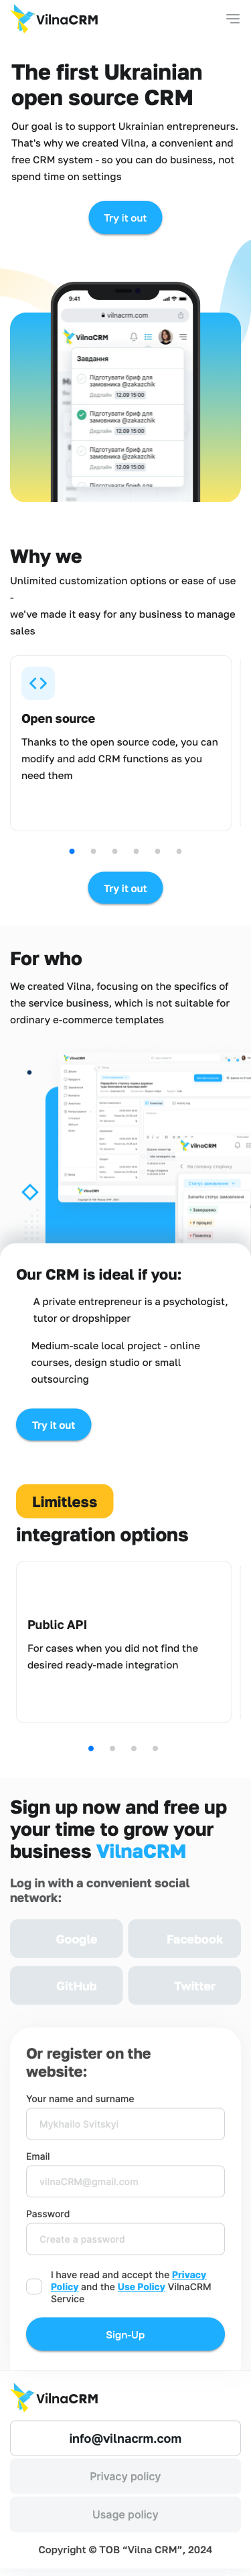 VilnaCRM
The first Ukrainian
open source CRM
Our goal is to support Ukrainian entrepreneurs.
That's why we created Vilna, a convenient and
free CRM system - so you can do business, not
spend time on settings
Try it out
9:41
vilnacrm.com
VilnaCRM
Завдання
Підготувати бриф для
замовника @zakazchik
Дедлайн 12.09 15:00
Підготувати бриф для
замовника @zakazchik
Дедлайн 12.09 15:00
Підготувати бриф для
замовника @zakazchik
Дедлайн 12.09 15:00
Підготувати бриф для
замовника @zakazchik
Why we
Unlimited customization options or ease of use
-
we've made it easy for any business to manage
sales
Open source
Thanks to the open source code, you can
modify and add CRM functions as you
need them
Try it out
For who
We created Vilna, focusing on the specifics of
the service business, which is not suitable for
ordinary e-commerce templates
VilnaCRM
VilnaCRM
VilnaCRM
На головну сторінку
Статус замовлення
Змінити статус замовлення
Завершено
У процесі
Помилка
Our CRM is ideal if you:
A private entrepreneur is a psychologist,
tutor or dropshipper
Medium-scale local project - online
courses, design studio or small
outsourcing
Try it out
Limitless
integration options
Public API
For cases when you did not find the
desired ready-made integration
Sign up now and free up
your time to grow your
business VilnaCRM
Log in with a convenient social
network:
Google
Facebook
GitHub
Twitter
Or register on the
website:
Your name and surname
Mykhailo Svitskyi
Email
vilnaCRM@gmail.com
Password
Create a password
I have read and accept the Privacy
Policy and the Use Policy VilnaCRM
Service
Sign-Up
VilnaCRM
info@vilnacrm.com
Privacy policy
Usage policy
Copyright © ТОВ “Vilna CRM”, 2024